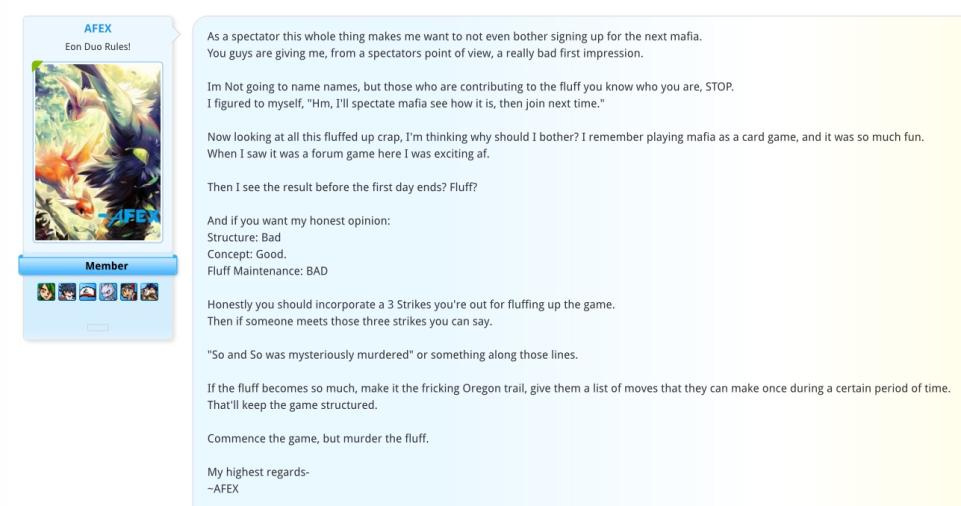 AFEX
Eon Duo Rules!
~AFEX
Member
As a spectator this whole thing makes me want to not even bother signing up for the next mafia.
You guys are giving me, from a spectators point of view, a really bad first impression.
Im Not going to name names, but those who are contributing to the fluff you know who you are, STOP.
I figured to myself, "Hm, I'll spectate mafia see how it is, then join next time."
Now looking at all this fluffed up crap, I'm thinking why should I bother? I remember playing mafia as a card game, and it was so much fun.
When I saw it was a forum game here I was exciting af.
Then I see the result before the first day ends? Fluff?
And if you want my honest opinion:
Structure: Bad
Concept: Good.
Fluff Maintenance: BAD
Honestly you should incorporate a 3 Strikes you're out for fluffing up the game.
Then if someone meets those three strikes you can say.
"So and So was mysteriously murdered" or something along those lines.
If the fluff becomes so much, make it the fricking Oregon trail, give them a list of moves that they can make once during a certain period of time.
That'll keep the game structured.
Commence the game, but murder the fluff.
My highest regards-
~AFEX